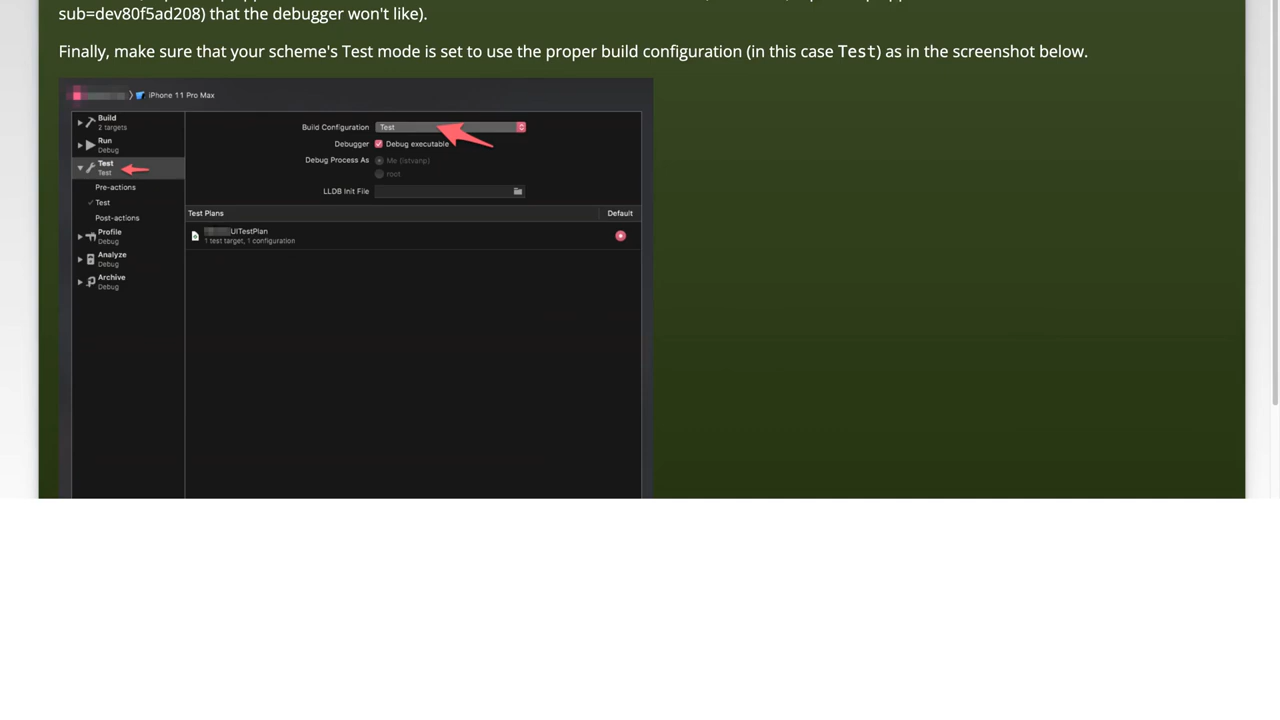 sub=dev80f5ad208) that the debugger won't like).
Finally, make sure that your scheme's Test mode is set to use the proper build configuration (in this case Test) as in the screenshot below.
iPhone 11 Pro Max
Build
2 targets
Run
Debug
Test
Test
Pre-actions
Test
Post-actions
Profile
Debug
Analyze
Debug
Archive
Debug
Build Configuration Test
Debugger Debug executable
Debug Process As Me (istvanp)
root
LLDB Init File
Test Plans Default
UITestPlan
1 test target, 1 configuration